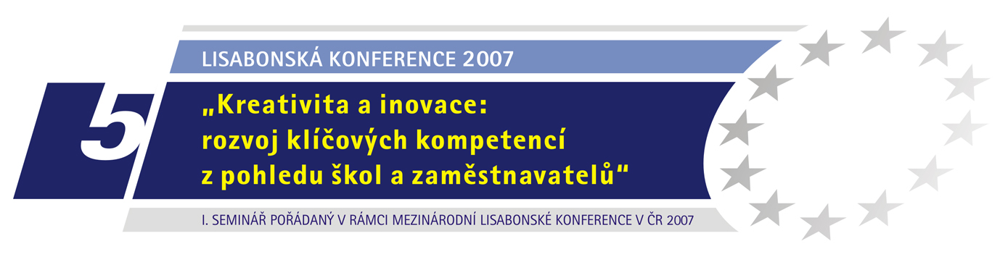 LISABONSKÁ KONFERENCE 2007
5
„Kreativita a inovace:
rozvoj klíčových kompetencí
z pohledu škol a zaměstnavatelů“
I. SEMINÁŘ POŘÁDANÝ V RÁMCI MEZINÁRODNÍ LISABONSKÉ KONFERENCE V ČR 2007